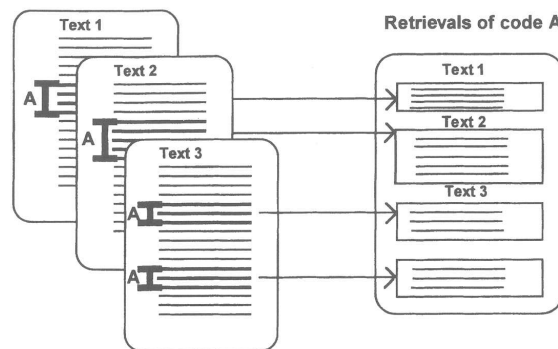 Text 1
A
Text 2
A
Text 3
A
A
Retrievals of code A
Text 1
Text 2
Text 3